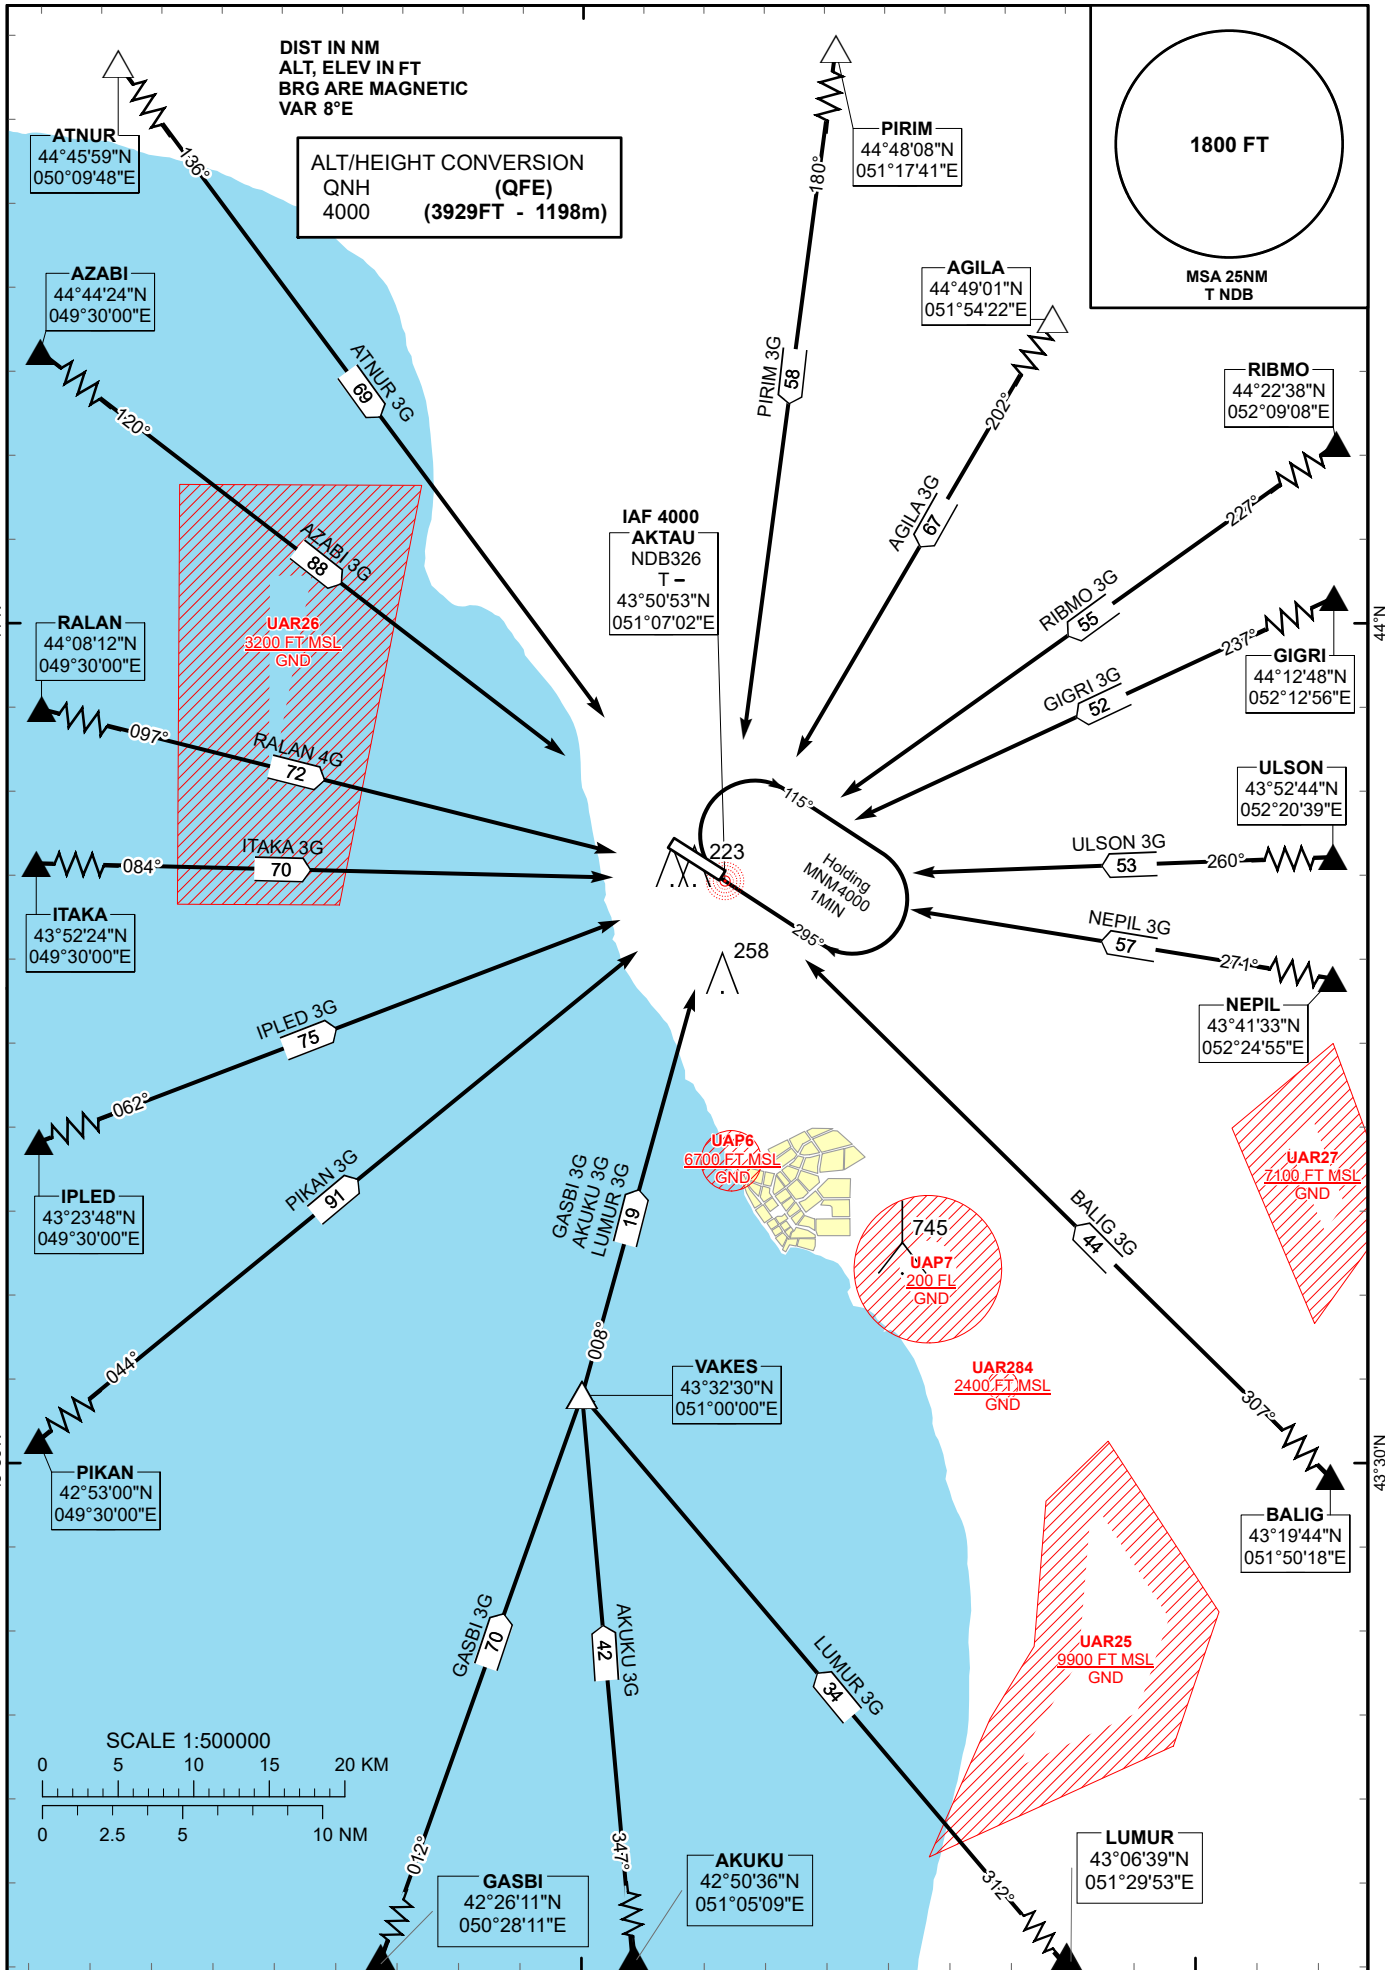 DIST IN NM
ALT, ELEV IN FT
BRG ARE MAGNETIC
VAR 8°E
ALT/HEIGHT CONVERSION
QNH (QFE)
4000 (3929FT - 1198m)
1800 FT
MSA 25NM
T NDB
ATNUR
44°45'59"N
050°09'48"E
136°
ATNUR 3G
69
PIRIM
44°48'08"N
051°17'41"E
180°
PIRIM 3G
58
AZABI
44°44'24"N
049°30'00"E
120°
AZABI 3G
88
AGILA
44°49'01"N
051°54'22"E
202°
AGILA 3G
67
RIBMO
44°22'38"N
052°09'08"E
227°
RIBMO 3G
55
IAF 4000
AKTAU
NDB326
T –
43°50'53"N
051°07'02"E
UAR26
3200 FT MSL
GND
RALAN
44°08'12"N
049°30'00"E
097°
RALAN 4G
72
44°N
GIGRI
44°12'48"N
052°12'56"E
237°
GIGRI 3G
52
ULSON
43°52'44"N
052°20'39"E
260°
ULSON 3G
53
115°
Holding
MNM4000
1MIN
295°
223
258
ITAKA 3G
084°
70
ITAKA
43°52'24"N
049°30'00"E
NEPIL 3G
57
271°
NEPIL
43°41'33"N
052°24'55"E
IPLED 3G
75
062°
IPLED
43°23'48"N
049°30'00"E
PIKAN 3G
91
044°
PIKAN
42°53'00"N
049°30'00"E
GASBI 3G
AKUKU 3G
LUMUR 3G
19
008°
UAP6
6700 FT MSL
GND
745
UAP7
200 FL
GND
UAR27
7100 FT MSL
GND
BALIG 3G
44
307°
BALIG
43°19'44"N
051°50'18"E
43°30'N
VAKES
43°32'30"N
051°00'00"E
UAR284
2400 FT MSL
GND
UAR25
9900 FT MSL
GND
GASBI 3G
70
012°
AKUKU 3G
42
347°
LUMUR 3G
34
312°
SCALE 1:500000
0 5 10 15 20 KM
0 2.5 5 10 NM
GASBI
42°26'11"N
050°28'11"E
AKUKU
42°50'36"N
051°05'09"E
LUMUR
43°06'39"N
051°29'53"E